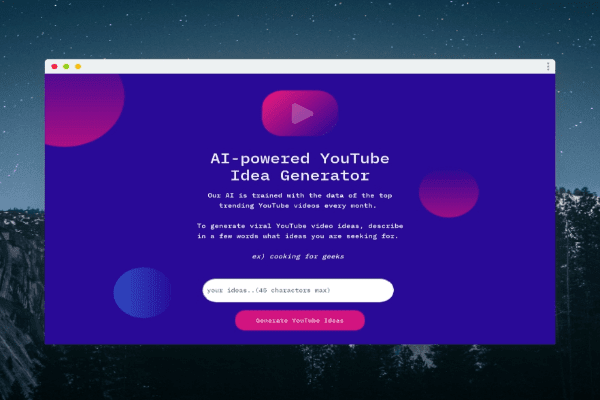 AI-powered YouTube
Idea Generator
Our AI is trained with the data of the top
trending YouTube videos every month.
To generate viral YouTube video ideas, describe
in a few words what ideas you are seeking for.
ex) cooking for geeks
your ideas..(45 characters max)
Generate YouTube Ideas